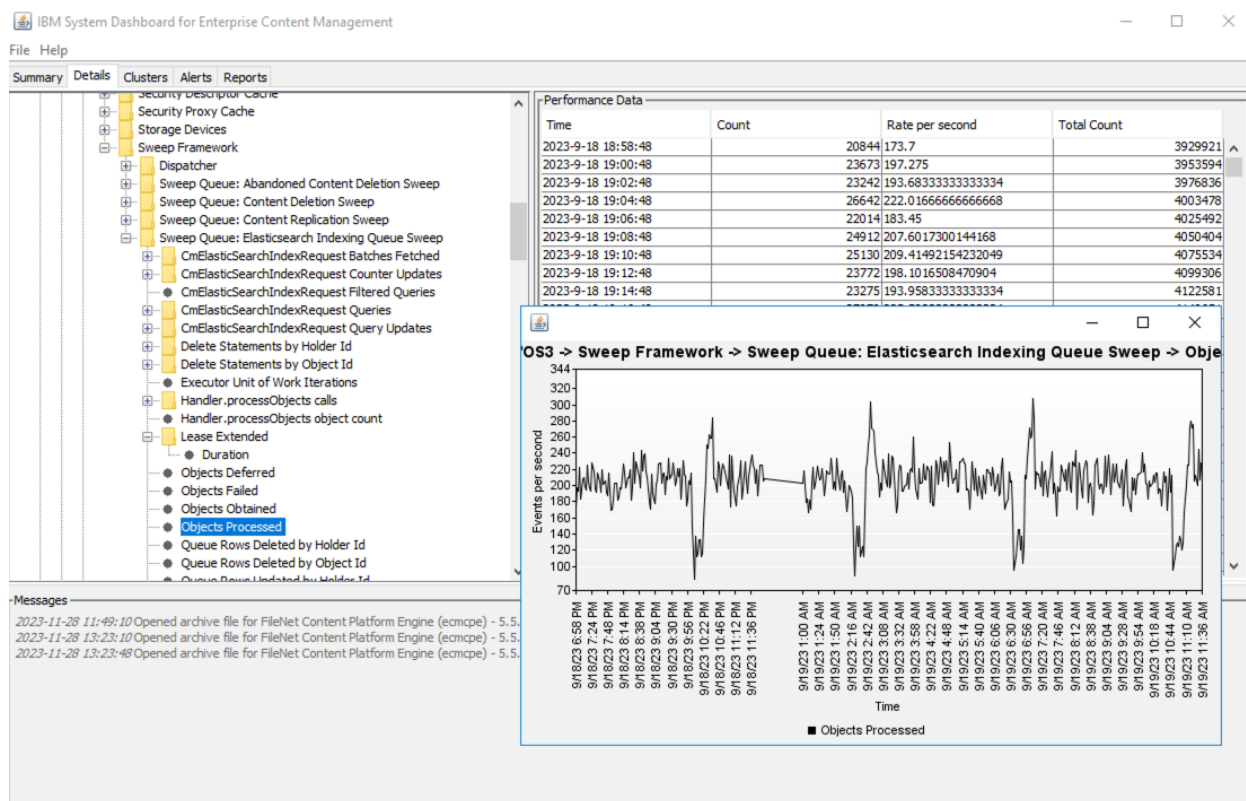 IBM System Dashboard for Enterprise Content Management
File Help
Summary Details Clusters Alerts Reports
Security Descriptor Cache
Security Proxy Cache
Storage Devices
Sweep Framework
Dispatcher
Sweep Queue: Abandoned Content Deletion Sweep
Sweep Queue: Content Deletion Sweep
Sweep Queue: Content Replication Sweep
Sweep Queue: Elasticsearch Indexing Queue Sweep
CmElasticSearchIndexRequest Batches Fetched
CmElasticSearchIndexRequest Counter Updates
CmElasticSearchIndexRequest Filtered Queries
CmElasticSearchIndexRequest Queries
CmElasticSearchIndexRequest Query Updates
Delete Statements by Holder Id
Delete Statements by Object Id
Executor Unit of Work Iterations
Handler.processObjects calls
Handler.processObjects object count
Lease Extended
Duration
Objects Deferred
Objects Failed
Objects Obtained
Objects Processed
Queue Rows Deleted by Holder Id
Queue Rows Deleted by Object Id
Queue Rows Updated by Holder Id
Performance Data
Time Count Rate per second Total Count
2023-9-18 18:58:48 20844 173.7 3929921
2023-9-18 19:00:48 23673 197.275 3953594
2023-9-18 19:02:48 23242 193.68333333333334 3976836
2023-9-18 19:04:48 26642 222.01666666666668 4003478
2023-9-18 19:06:48 22014 183.45 4025492
2023-9-18 19:08:48 24912 207.6017300144168 4050404
2023-9-18 19:10:48 25130 209.41492154232049 4075534
2023-9-18 19:12:48 23772 198.1016508470904 4099306
2023-9-18 19:14:48 23275 193.95833333333334 4122581
OS3 -> Sweep Framework -> Sweep Queue: Elasticsearch Indexing Queue Sweep -> Obje
344
320
300
280
260
240
220
200
180
160
140
120
100
70
Events per second
9/18/23 6:58 PM
9/18/23 7:24 PM
9/18/23 7:48 PM
9/18/23 8:14 PM
9/18/23 8:38 PM
9/18/23 9:04 PM
9/18/23 9:30 PM
9/18/23 9:56 PM
9/18/23 10:22 PM
9/18/23 10:46 PM
9/18/23 11:12 PM
9/18/23 11:36 PM
9/19/23 1:00 AM
9/19/23 1:24 AM
9/19/23 1:50 AM
9/19/23 2:16 AM
9/19/23 2:42 AM
9/19/23 3:08 AM
9/19/23 3:32 AM
9/19/23 3:58 AM
9/19/23 4:22 AM
9/19/23 4:48 AM
9/19/23 5:14 AM
9/19/23 5:40 AM
9/19/23 6:06 AM
9/19/23 6:30 AM
9/19/23 6:56 AM
9/19/23 7:20 AM
9/19/23 7:46 AM
9/19/23 8:12 AM
9/19/23 8:38 AM
9/19/23 9:04 AM
9/19/23 9:28 AM
9/19/23 9:54 AM
9/19/23 10:18 AM
9/19/23 10:44 AM
9/19/23 11:10 AM
9/19/23 11:36 AM
Time
Objects Processed
Messages
2023-11-28 11:49:10 Opened archive file for FileNet Content Platform Engine (ecmcpe) - 5.5.
2023-11-28 13:23:10 Opened archive file for FileNet Content Platform Engine (ecmcpe) - 5.5.
2023-11-28 13:23:48 Opened archive file for FileNet Content Platform Engine (ecmcpe) - 5.5.